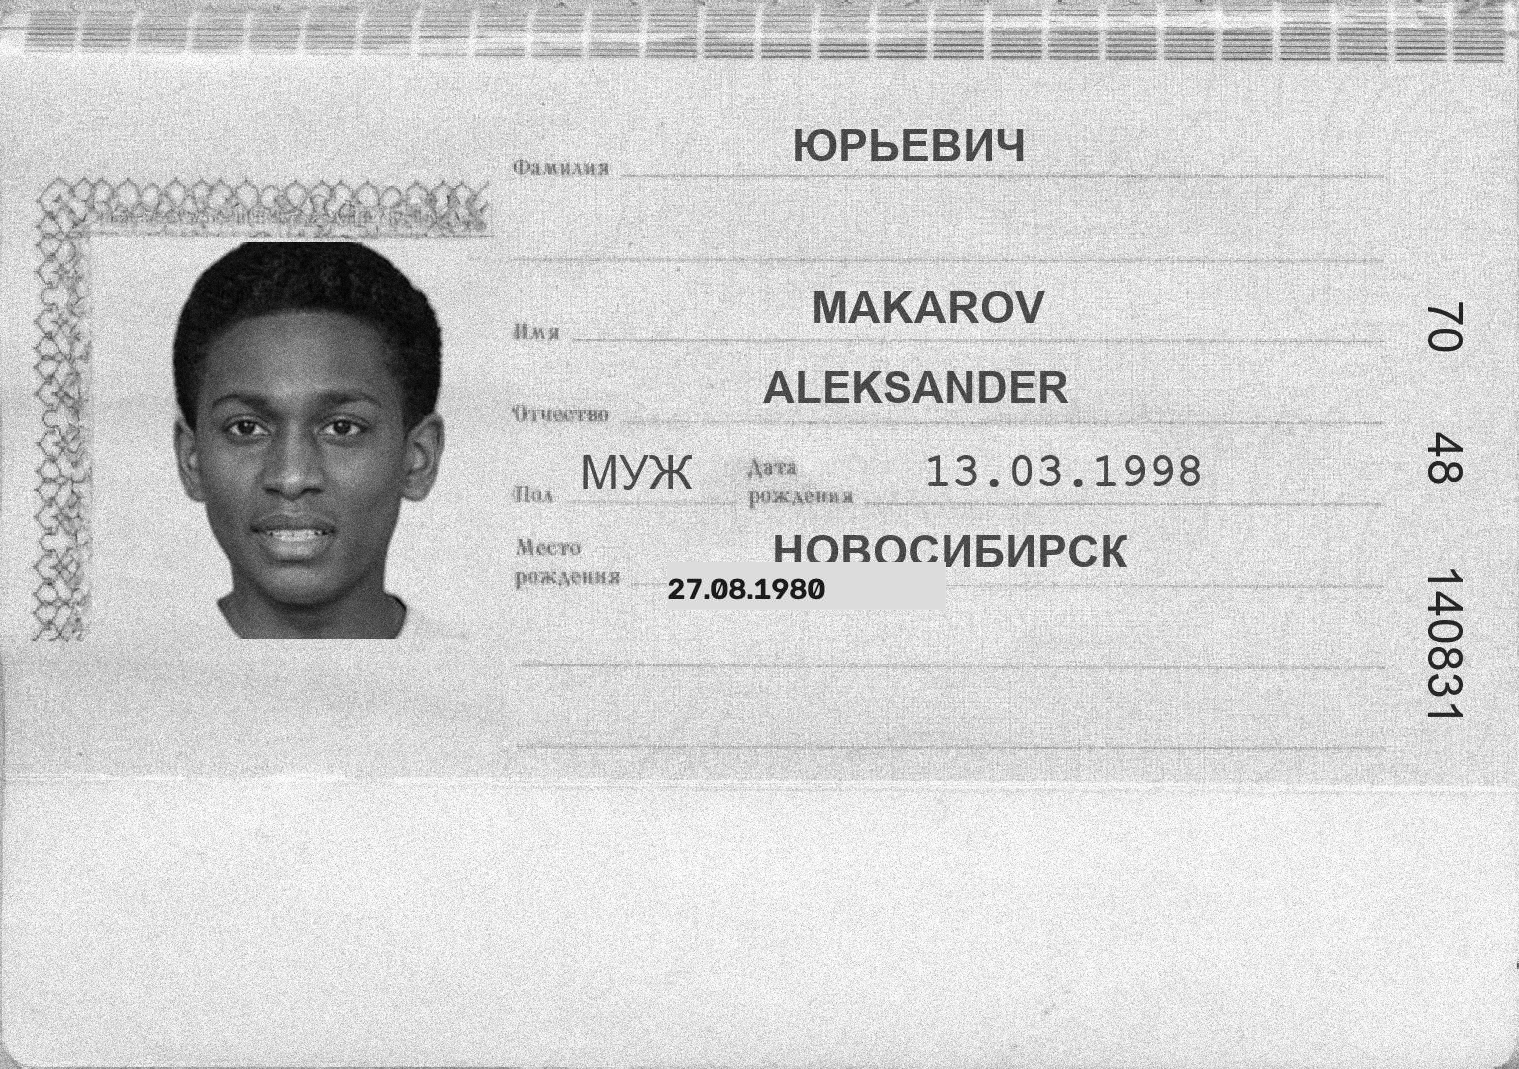 Фамилия ЮРЬЕВИЧ
Имя MAKAROV
Отчество ALEKSANDER
Пол МУЖ Дата рождения 13.03.1998
Место рождения НОВОСИБИРСК
27.08.1980
70 48 140831